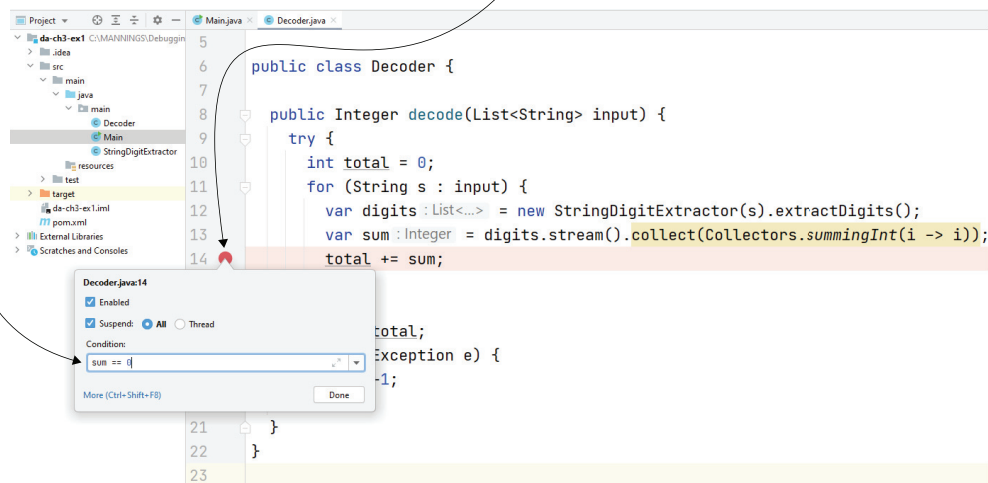 Project
Main.java
Decoder.java
da-ch3-ex1 C:\MANNINGS\Debuggin
.idea
src
main
java
main
Decoder
Main
StringDigitExtractor
resources
test
target
da-ch3-ex1.iml
pom.xml
External Libraries
Scratches and Consoles
5
6 public class Decoder {
7
8 public Integer decode(List<String> input) {
9 try {
10 int total = 0;
11 for (String s : input) {
12 var digits : List<...> = new StringDigitExtractor(s).extractDigits();
13 var sum : Integer = digits.stream().collect(Collectors.summingInt(i -> i));
14 total += sum;
Decoder.java:14
Enabled
Suspend: All Thread
Condition:
sum == 0
More (Ctrl+Shift+F8) Done
total;
Exception e) {
-1;
21 }
22 }
23